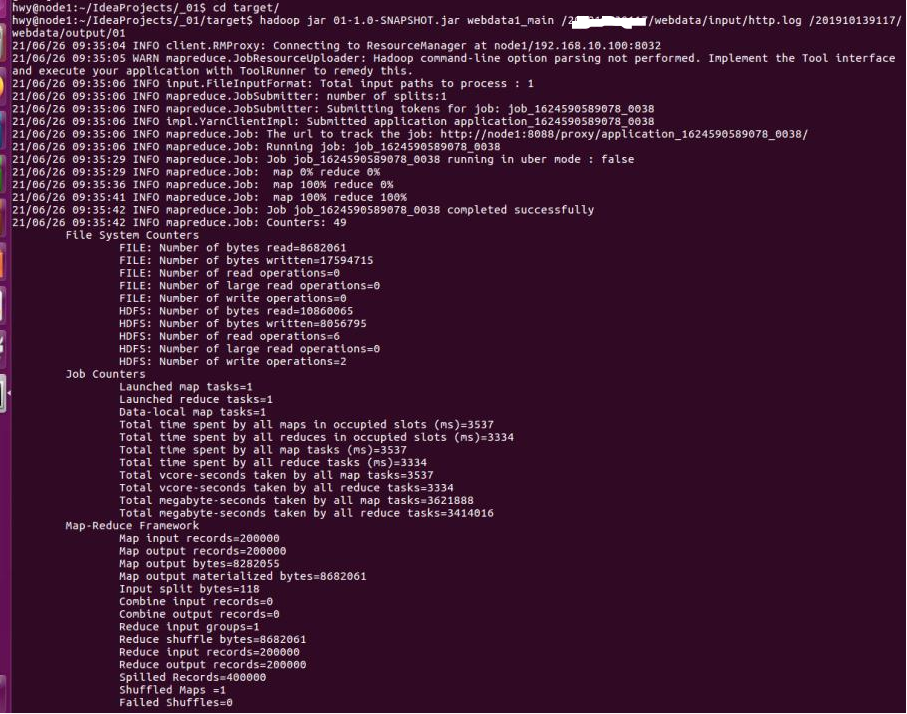 hwy@node1:~/IdeaProjects/_01$ cd target/
hwy@node1:~/IdeaProjects/_01/target$ hadoop jar 01-1.0-SNAPSHOT.jar webdata1_main /2 /webdata/input/http.log /201910139117/
webdata/output/01
21/06/26 09:35:04 INFO client.RMProxy: Connecting to ResourceManager at node1/192.168.10.100:8032
21/06/26 09:35:05 WARN mapreduce.JobResourceUploader: Hadoop command-line option parsing not performed. Implement the Tool interface
and execute your application with ToolRunner to remedy this.
21/06/26 09:35:06 INFO input.FileInputFormat: Total input paths to process : 1
21/06/26 09:35:06 INFO mapreduce.JobSubmitter: number of splits:1
21/06/26 09:35:06 INFO mapreduce.JobSubmitter: Submitting tokens for job: job_1624590589078_0038
21/06/26 09:35:06 INFO impl.YarnClientImpl: Submitted application application_1624590589078_0038
21/06/26 09:35:06 INFO mapreduce.Job: The url to track the job: http://node1:8088/proxy/application_1624590589078_0038/
21/06/26 09:35:06 INFO mapreduce.Job: Running job: job_1624590589078_0038
21/06/26 09:35:29 INFO mapreduce.Job: Job job_1624590589078_0038 running in uber mode : false
21/06/26 09:35:29 INFO mapreduce.Job:  map 0% reduce 0%
21/06/26 09:35:36 INFO mapreduce.Job:  map 100% reduce 0%
21/06/26 09:35:41 INFO mapreduce.Job:  map 100% reduce 100%
21/06/26 09:35:42 INFO mapreduce.Job: Job job_1624590589078_0038 completed successfully
21/06/26 09:35:42 INFO mapreduce.Job: Counters: 49
File System Counters
FILE: Number of bytes read=8682061
FILE: Number of bytes written=17594715
FILE: Number of read operations=0
FILE: Number of large read operations=0
FILE: Number of write operations=0
HDFS: Number of bytes read=10860065
HDFS: Number of bytes written=8056795
HDFS: Number of read operations=6
HDFS: Number of large read operations=0
HDFS: Number of write operations=2
Job Counters
Launched map tasks=1
Launched reduce tasks=1
Data-local map tasks=1
Total time spent by all maps in occupied slots (ms)=3537
Total time spent by all reduces in occupied slots (ms)=3334
Total time spent by all map tasks (ms)=3537
Total time spent by all reduce tasks (ms)=3334
Total vcore-seconds taken by all map tasks=3537
Total vcore-seconds taken by all reduce tasks=3334
Total megabyte-seconds taken by all map tasks=3621888
Total megabyte-seconds taken by all reduce tasks=3414016
Map-Reduce Framework
Map input records=200000
Map output records=200000
Map output bytes=8282055
Map output materialized bytes=8682061
Input split bytes=118
Combine input records=0
Combine output records=0
Reduce input groups=1
Reduce shuffle bytes=8682061
Reduce input records=200000
Reduce output records=200000
Spilled Records=400000
Shuffled Maps =1
Failed Shuffles=0